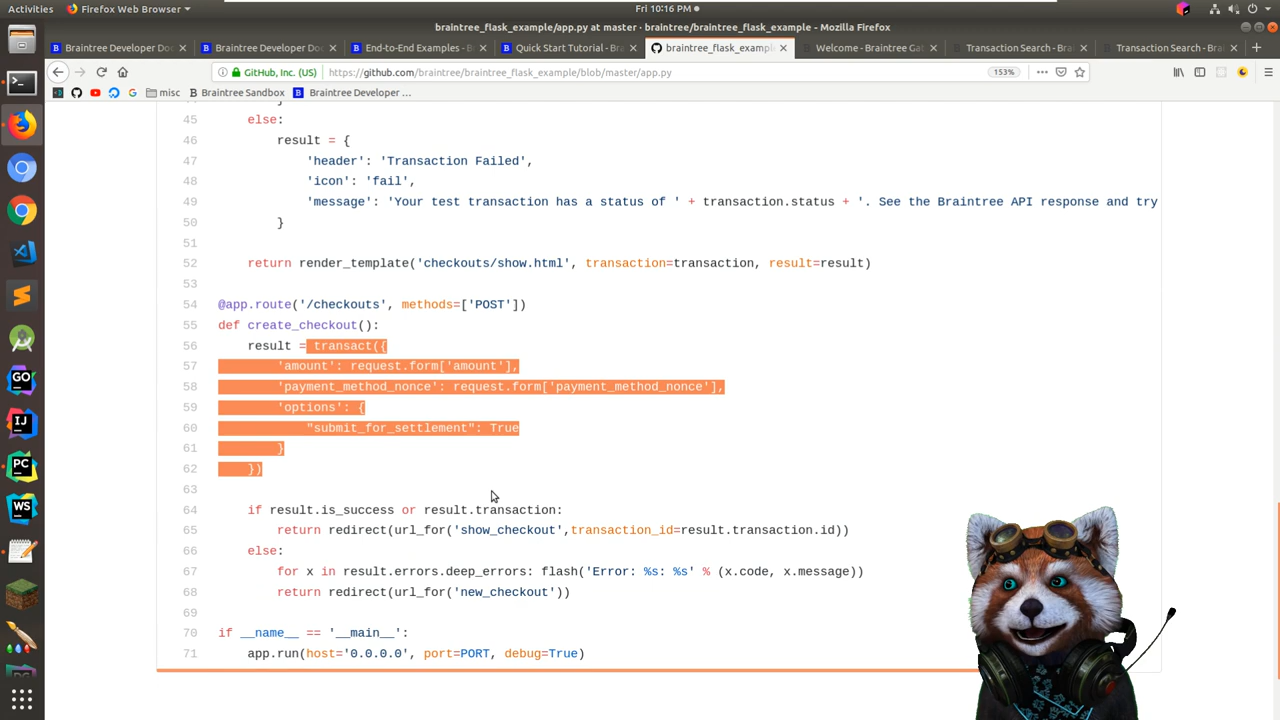 Activities Firefox Web Browser Fri 10:16 PM
braintree_flask_example/app.py at master · braintree/braintree_flask_example - Mozilla Firefox
Braintree Developer Do Braintree Developer Do End-to-End Examples - B Quick Start Tutorial - Bra braintree_flask_example Welcome - Braintree Gat Transaction Search - Bra Transaction Search - Bra
GitHub, Inc. (US) https://github.com/braintree/braintree_flask_example/blob/master/app.py 153%
misc Braintree Sandbox Braintree Developer ...
45 else:
46 result = {
47 'header': 'Transaction Failed',
48 'icon': 'fail',
49 'message': 'Your test transaction has a status of ' + transaction.status + '. See the Braintree API response and try
50 }
51
52 return render_template('checkouts/show.html', transaction=transaction, result=result)
53
54 @app.route('/checkouts', methods=['POST'])
55 def create_checkout():
56 result = transact({
57 'amount': request.form['amount'],
58 'payment_method_nonce': request.form['payment_method_nonce'],
59 'options': {
60 "submit_for_settlement": True
61 }
62 })
63
64 if result.is_success or result.transaction:
65 return redirect(url_for('show_checkout',transaction_id=result.transaction.id))
66 else:
67 for x in result.errors.deep_errors: flash('Error: %s: %s' % (x.code, x.message))
68 return redirect(url_for('new_checkout'))
69
70 if __name__ == '__main__':
71 app.run(host='0.0.0.0', port=PORT, debug=True)